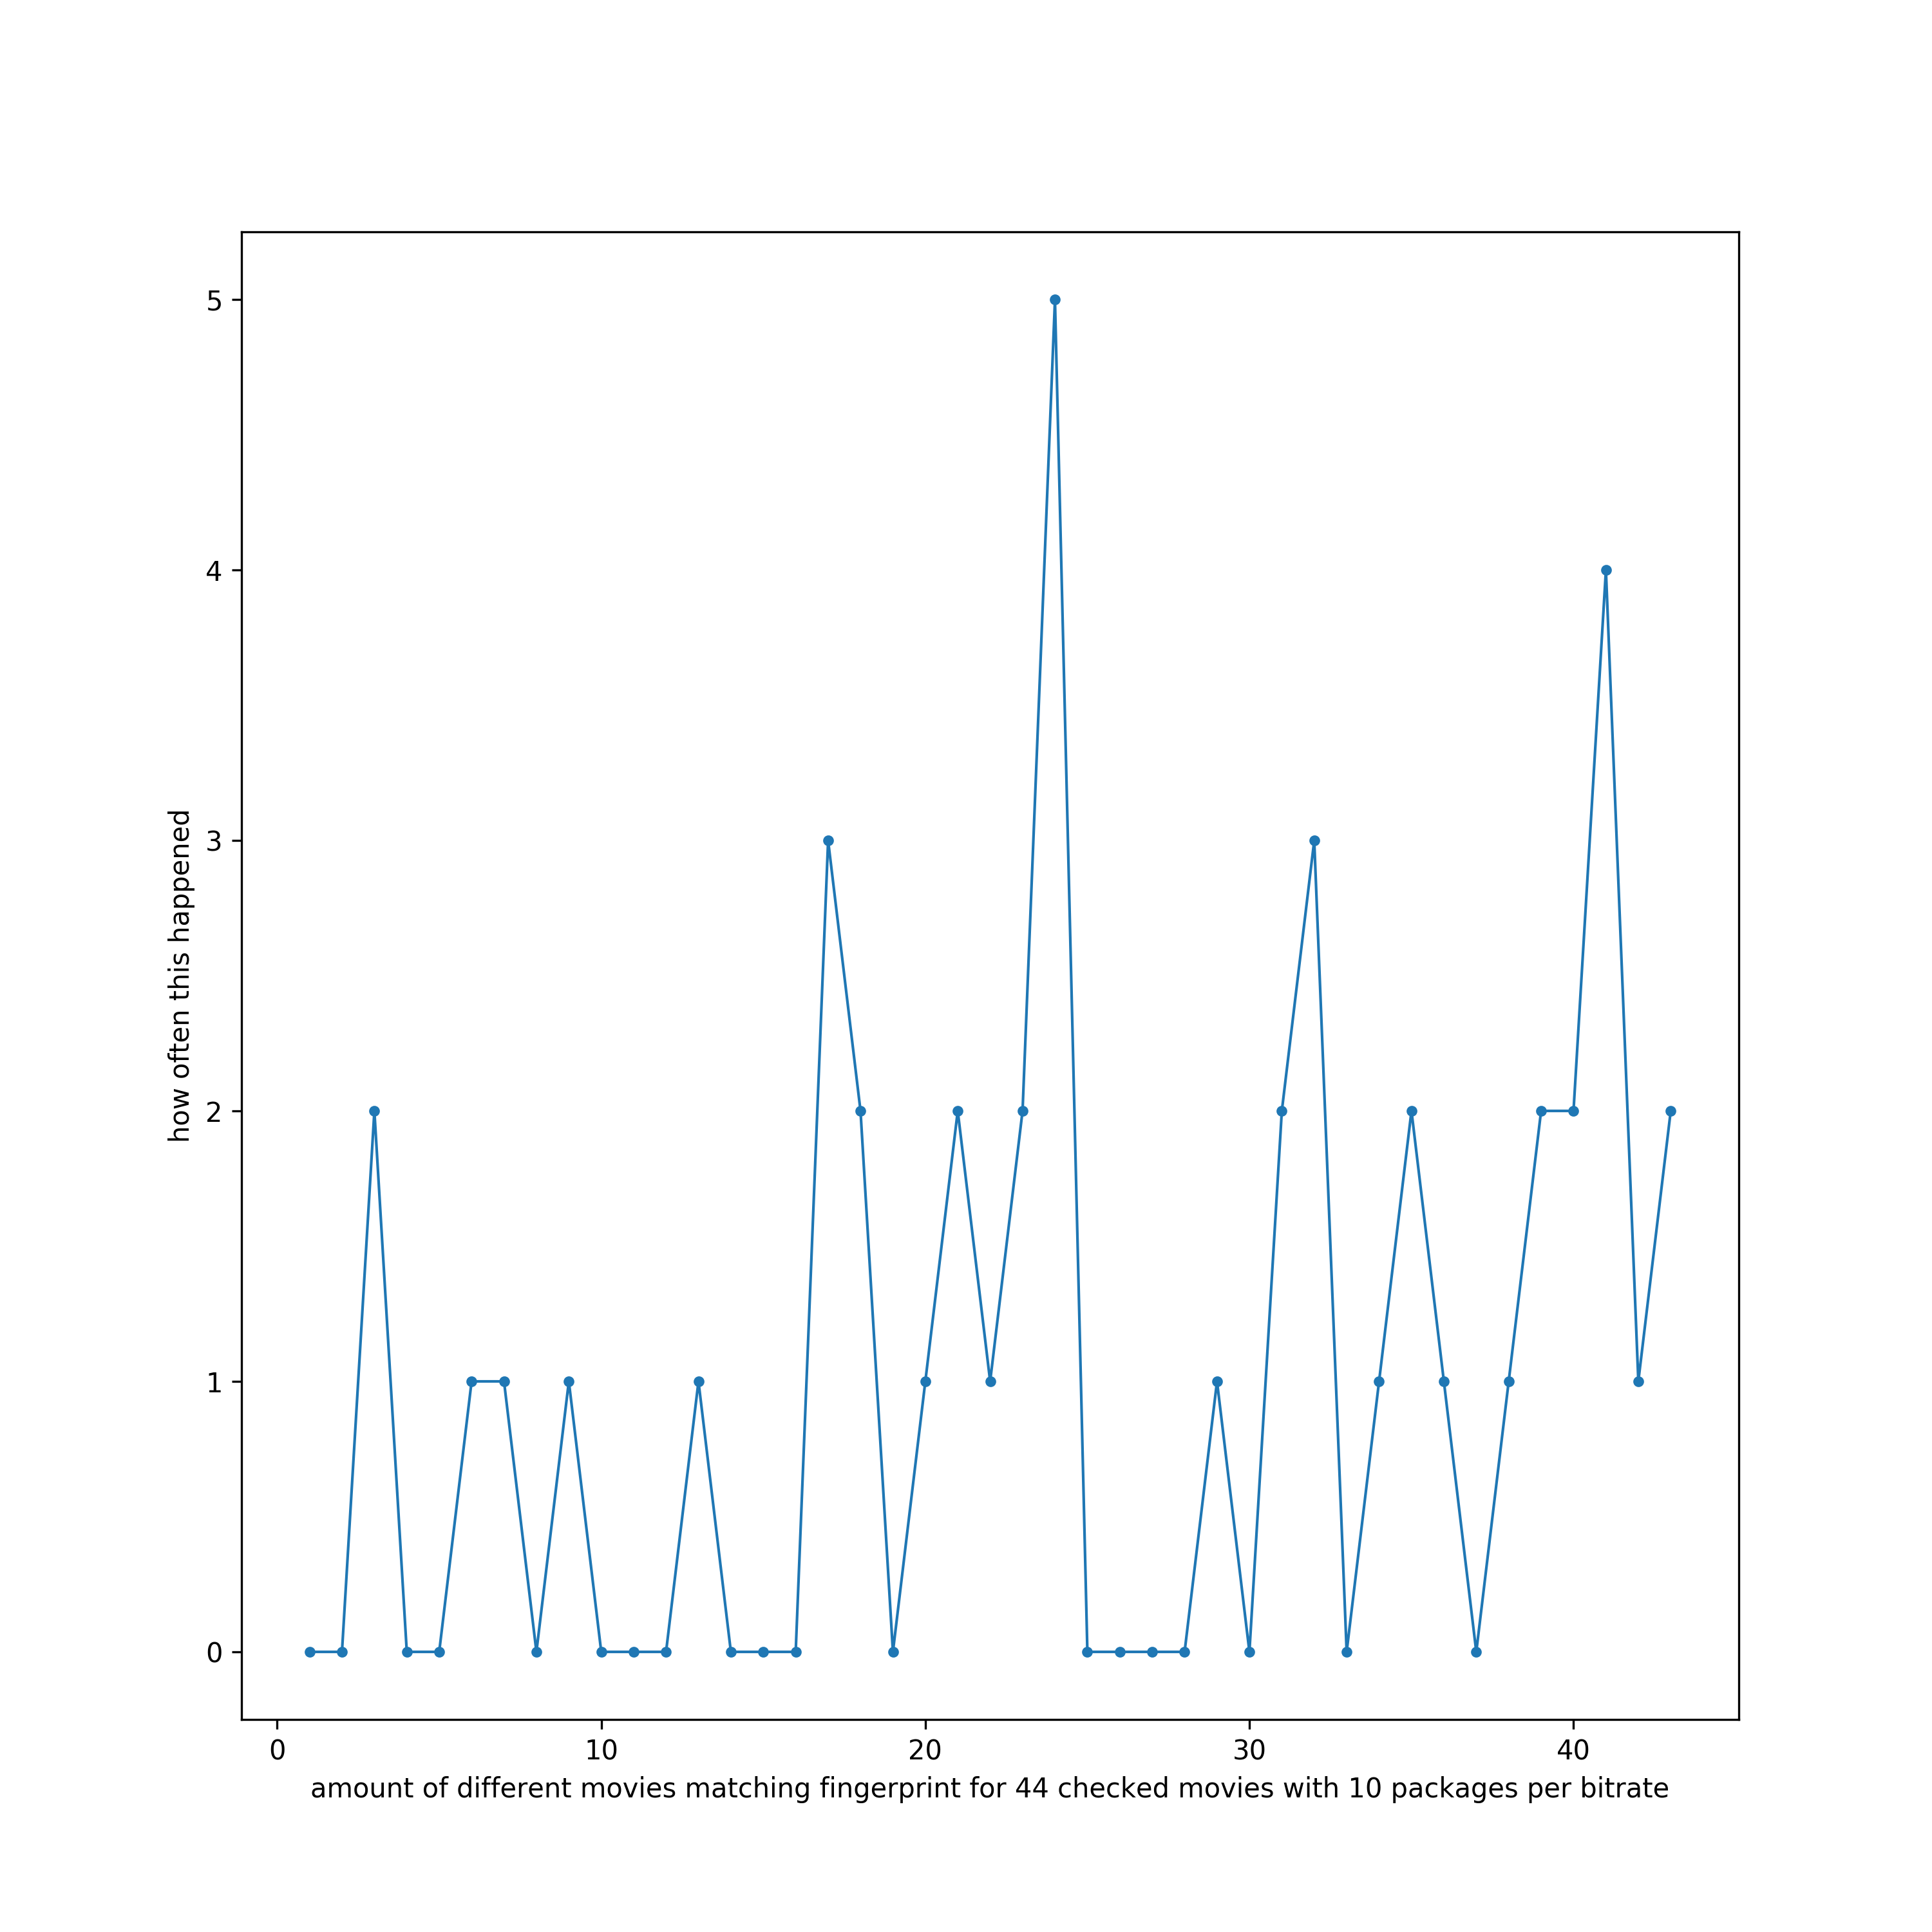 5
4
3
2
1
0
how often this happened
0 10 20 30 40
amount of different movies matching fingerprint for 44 checked movies with 10 packages per bitrate